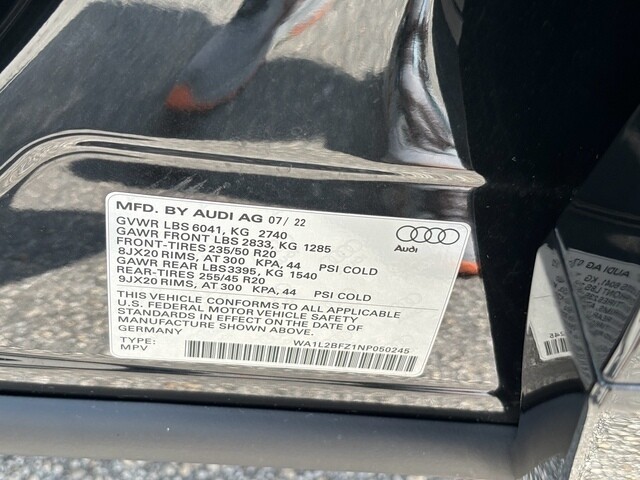 MFD. BY AUDI AG 07/ 22
GVWR LBS 6041, KG 2740
GAWR FRONT LBS 2833, KG 1285
FRONT-TIRES 235/50 R20
8JX20 RIMS, AT 300 KPA, 44 PSI COLD
GAWR REAR LBS3395, KG 1540
REAR-TIRES 255/45 R20
9JX20 RIMS, AT 300 KPA, 44 PSI COLD
Audi
THIS VEHICLE CONFORMS TO ALL APPLICABLE
U.S. FEDERAL MOTOR VEHICLE SAFETY
STANDARDS IN EFFECT ON THE DATE OF
MANUFACTURE SHOWN ABOVE.
GERMANY
TYPE:
MPV
WA1L2BFZ1NP050245